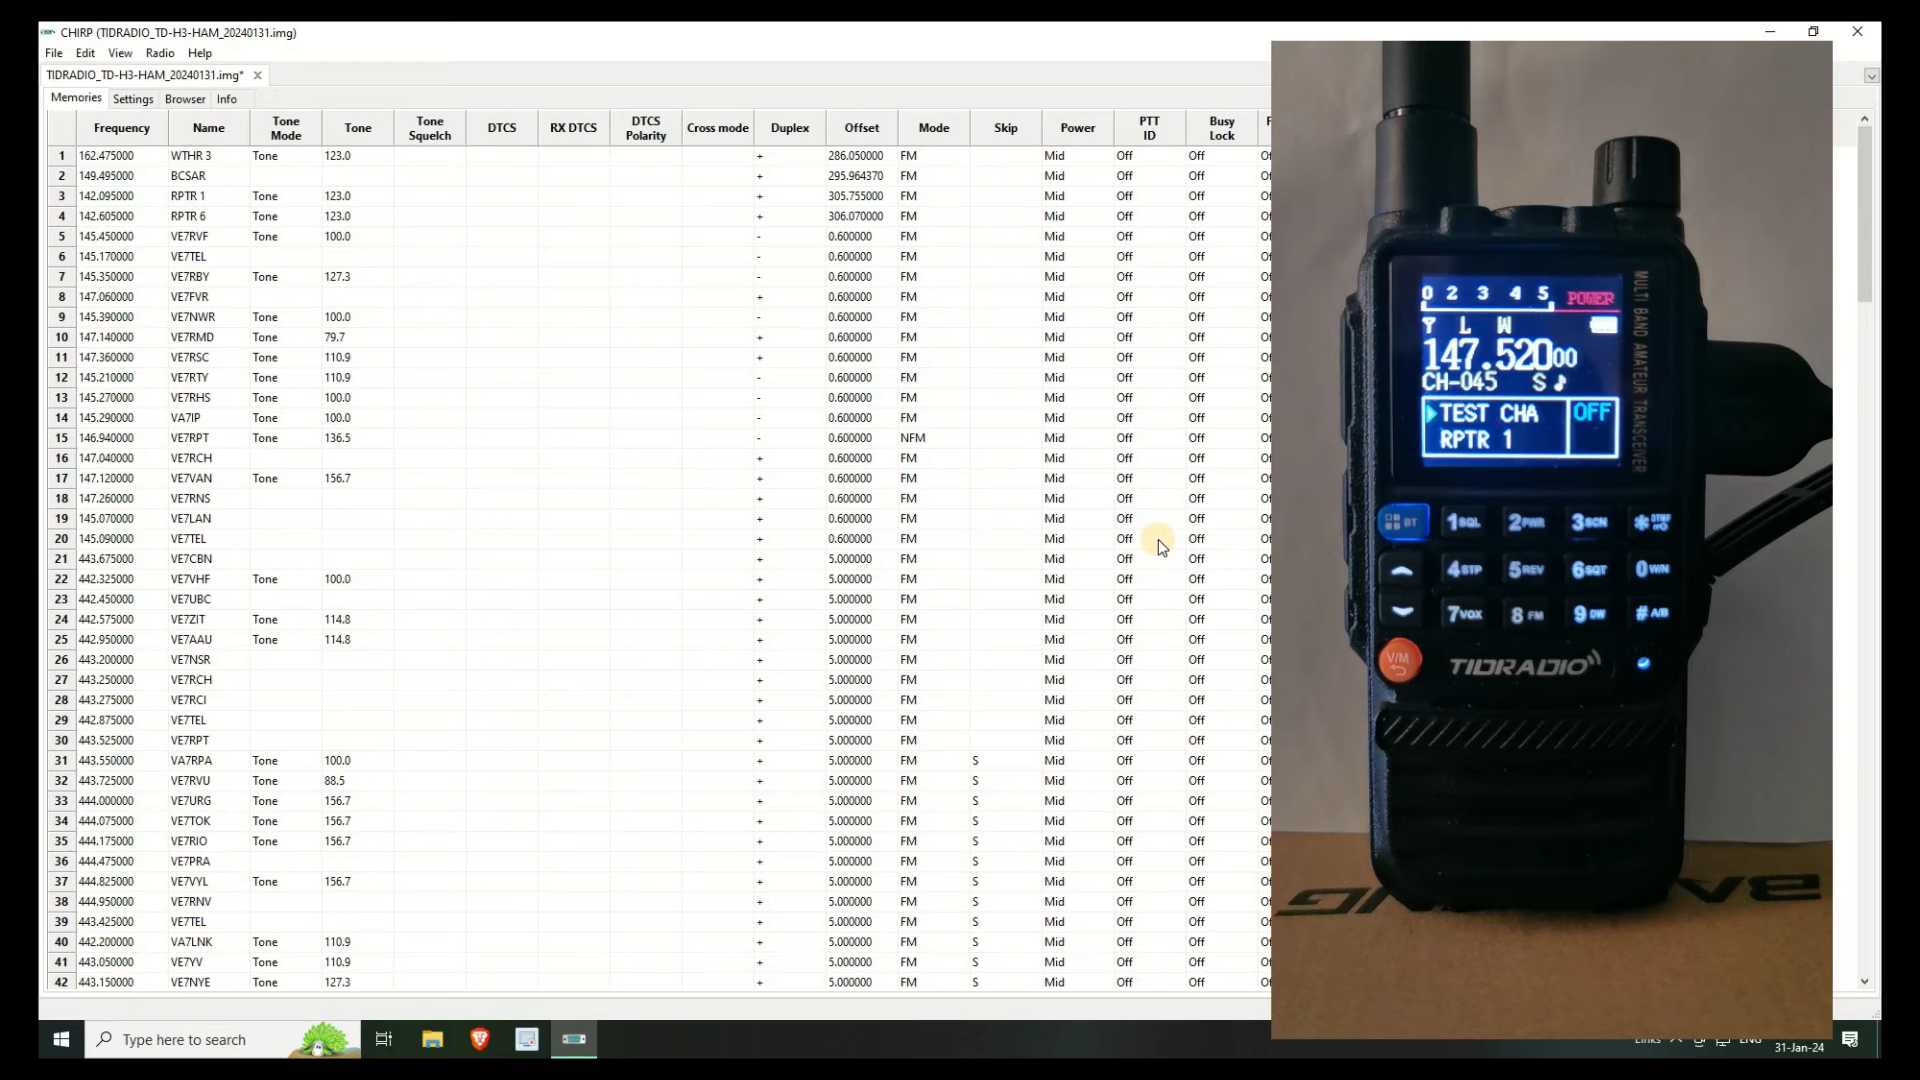 CHIRP (TIDRADIO_TD-H3-HAM_20240131.img)
File Edit View Radio Help
TIDRADIO_TD-H3-HAM_20240131.img*
Memories Settings Browser Info
Frequency Name Tone Mode Tone Tone Squelch DTCS RX DTCS DTCS Polarity Cross mode Duplex Offset Mode Skip Power PTT ID Busy Lock
1 162.475000 WTHR 3 Tone 123.0 + 286.050000 FM Mid Off Off
2 149.495000 BCSAR + 295.964370 FM Mid Off Off
3 142.095000 RPTR 1 Tone 123.0 + 305.755000 FM Mid Off Off
4 142.605000 RPTR 6 Tone 123.0 + 306.070000 FM Mid Off Off
5 145.450000 VE7RVF Tone 100.0 - 0.600000 FM Mid Off Off
6 145.170000 VE7TEL - 0.600000 FM Mid Off Off
7 145.350000 VE7RBY Tone 127.3 - 0.600000 FM Mid Off Off
8 147.060000 VE7FVR + 0.600000 FM Mid Off Off
9 145.390000 VE7NWR Tone 100.0 - 0.600000 FM Mid Off Off
10 147.140000 VE7RMD Tone 79.7 + 0.600000 FM Mid Off Off
11 147.360000 VE7RSC Tone 110.9 + 0.600000 FM Mid Off Off
12 145.210000 VE7RTY Tone 110.9 - 0.600000 FM Mid Off Off
13 145.270000 VE7RHS Tone 100.0 - 0.600000 FM Mid Off Off
14 145.290000 VA7IP Tone 100.0 - 0.600000 FM Mid Off Off
15 146.940000 VE7RPT Tone 136.5 - 0.600000 NFM Mid Off Off
16 147.040000 VE7RCH + 0.600000 FM Mid Off Off
17 147.120000 VE7VAN Tone 156.7 + 0.600000 FM Mid Off Off
18 147.260000 VE7RNS + 0.600000 FM Mid Off Off
19 145.070000 VE7LAN + 0.600000 FM Mid Off Off
20 145.090000 VE7TEL + 0.600000 FM Mid Off Off
21 443.675000 VE7CBN + 5.000000 FM Mid Off Off
22 442.325000 VE7VHF Tone 100.0 + 5.000000 FM Mid Off Off
23 442.450000 VE7UBC + 5.000000 FM Mid Off Off
24 442.575000 VE7ZIT Tone 114.8 + 5.000000 FM Mid Off Off
25 442.950000 VE7AAU Tone 114.8 + 5.000000 FM Mid Off Off
26 443.200000 VE7NSR + 5.000000 FM Mid Off Off
27 443.250000 VE7RCH + 5.000000 FM Mid Off Off
28 443.275000 VE7RCI + 5.000000 FM Mid Off Off
29 442.875000 VE7TEL + 5.000000 FM Mid Off Off
30 443.525000 VE7RPT + 5.000000 FM Mid Off Off
31 443.550000 VA7RPA Tone 100.0 + 5.000000 FM S Mid Off Off
32 443.725000 VE7RVU Tone 88.5 + 5.000000 FM S Mid Off Off
33 444.000000 VE7URG Tone 156.7 + 5.000000 FM S Mid Off Off
34 444.075000 VE7TOK Tone 156.7 + 5.000000 FM S Mid Off Off
35 444.175000 VE7RIO Tone 156.7 + 5.000000 FM S Mid Off Off
36 444.475000 VE7PRA + 5.000000 FM S Mid Off Off
37 444.825000 VE7VYL Tone 156.7 + 5.000000 FM S Mid Off Off
38 444.950000 VE7RNV + 5.000000 FM S Mid Off Off
39 443.425000 VE7TEL + 5.000000 FM S Mid Off Off
40 442.200000 VA7LNK Tone 110.9 + 5.000000 FM S Mid Off Off
41 443.050000 VE7YV Tone 110.9 + 5.000000 FM S Mid Off Off
42 443.150000 VE7NYE Tone 127.3 + 5.000000 FM S Mid Off Off
0 2 3 4 5 POWER
L W
147.52000
CH-045 S
TEST CHA OFF
RPTR 1
MULTI BAND AMATEUR TRANSCEIVER
BT 1SQL 2PWR 3SCN * DTMF
4STP 5REV 6SQT 0W/N
7VOX 8FM 9DW #A/B
V/M
TIDRADIO
Type here to search
Links ENG
31-Jan-24